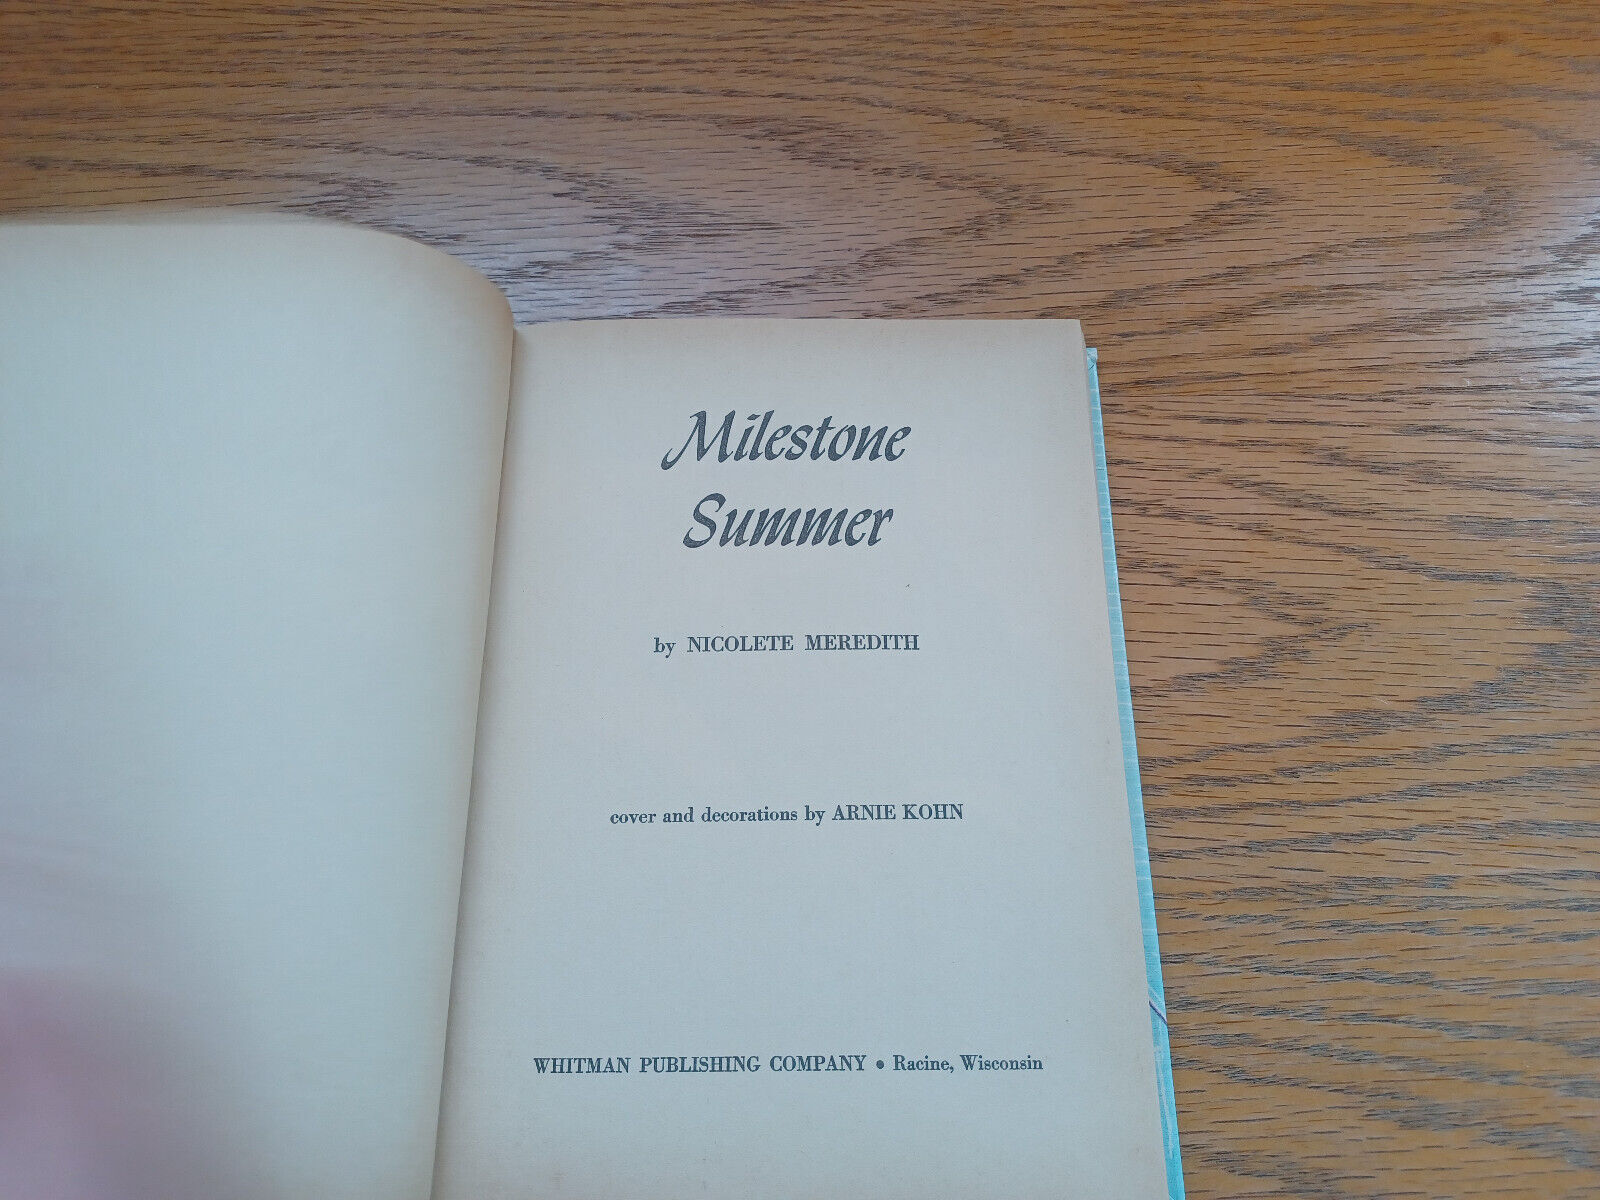 Milestone
Summer
by NICOLETE MEREDITH
cover and decorations by ARNIE KOHN
WHITMAN PUBLISHING COMPANY • Racine, Wisconsin